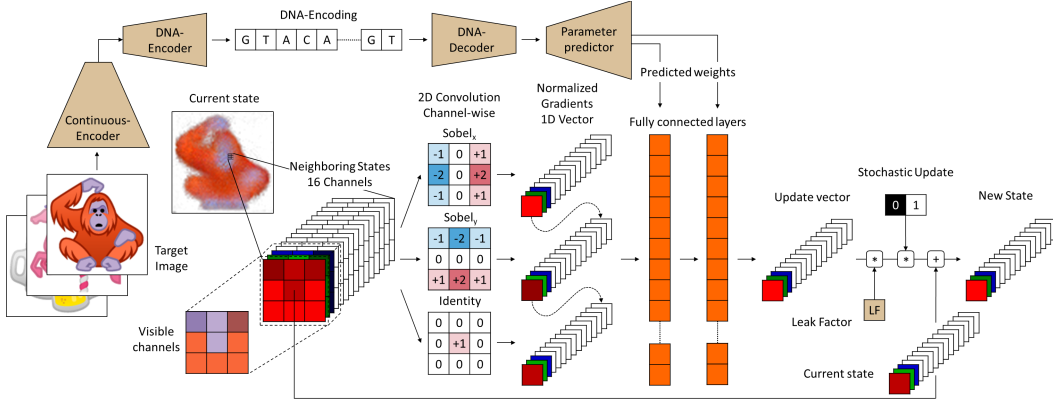 DNA-Encoding
DNA-
Encoder
G T A C A G T
DNA-
Decoder
Parameter
predictor
Predicted weights
Continuous-
Encoder
Current state
2D Convolution
Channel-wise
Normalized
Gradients
1D Vector
Fully connected layers
Neighboring States
16 Channels
Sobelx
-1 0 +1
-2 0 +2
-1 0 +1
Stochastic Update
0 1
Update vector
New State
Sobely
-1 -2 -1
0 0 0
+1 +2 +1
Target
Image
* * +
LF
Leak Factor
Identity
0 0 0
0 +1 0
0 0 0
Visible
channels
Current state